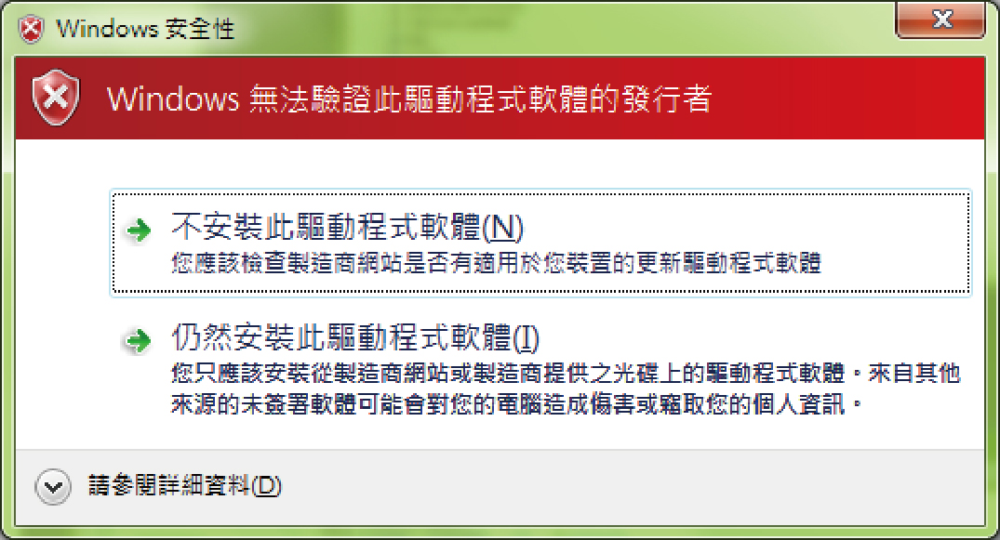 Windows 安全性
Windows 無法驗證此驅動程式軟體的發行者
不安裝此驅動程式軟體(N)
您應該檢查製造商網站是否有適用於您裝置的更新驅動程式軟體
仍然安裝此驅動程式軟體(I)
您只應該安裝從製造商網站或製造商提供之光碟上的驅動程式軟體。來自其他
來源的未簽署軟體可能會對您的電腦造成傷害或竊取您的個人資訊。
請參閱詳細資料(D)